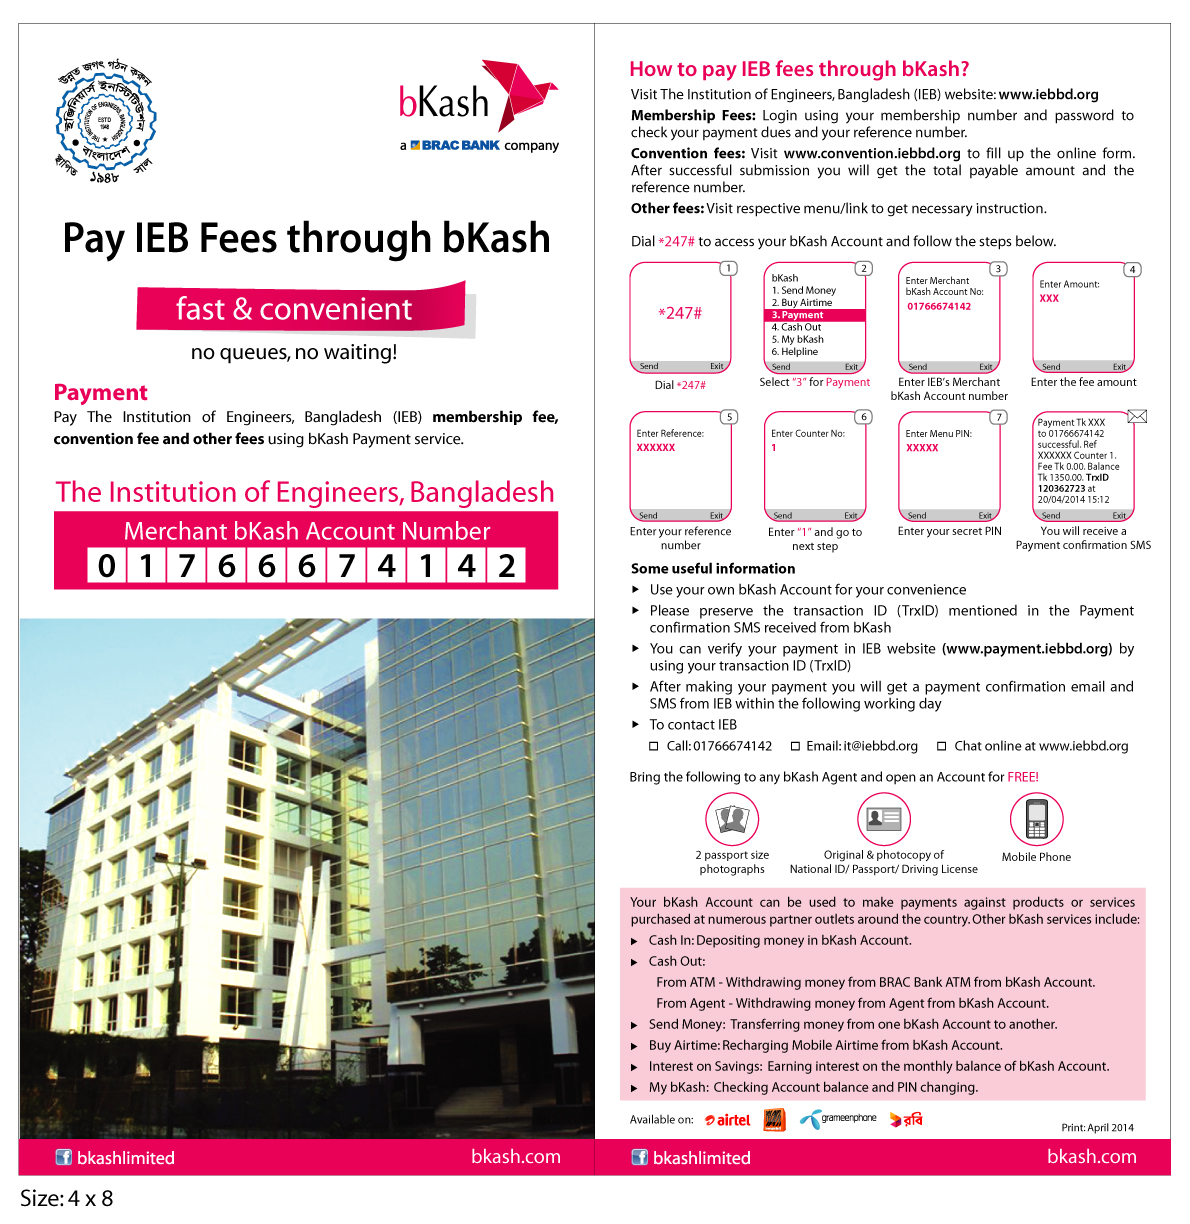 উন্নত জগৎ গঠন করুন
ইঞ্জিনিয়ার্স ইনস্টিটিউশন
THE INSTITUTION OF ENGINEERS, BANGLADESH
ESTD
1948
বাংলাদেশ
স্থাপিত ১৯৪৮ সাল
bKash
a BRAC BANK company
Pay IEB Fees through bKash
fast & convenient
no queues, no waiting!
Payment
Pay The Institution of Engineers, Bangladesh (IEB) membership fee,
convention fee and other fees using bKash Payment service.
The Institution of Engineers, Bangladesh
Merchant bKash Account Number
0 1 7 6 6 6 7 4 1 4 2
bkashlimited
bkash.com
How to pay IEB fees through bKash?
Visit The Institution of Engineers, Bangladesh (IEB) website: www.iebbd.org
Membership Fees: Login using your membership number and password to
check your payment dues and your reference number.
Convention fees: Visit www.convention.iebbd.org to fill up the online form.
After successful submission you will get the total payable amount and the
reference number.
Other fees: Visit respective menu/link to get necessary instruction.
Dial *247# to access your bKash Account and follow the steps below.
1
*247#
Send Exit
Dial *247#
2
bKash
1. Send Money
2. Buy Airtime
3. Payment
4. Cash Out
5. My bKash
6. Helpline
Send Exit
Select “3” for Payment
3
Enter Merchant
bKash Account No:
01766674142
Send Exit
Enter IEB’s Merchant
bKash Account number
4
Enter Amount:
XXX
Send Exit
Enter the fee amount
5
Enter Reference:
XXXXXX
Send Exit
Enter your reference
number
6
Enter Counter No:
1
Send Exit
Enter “1” and go to
next step
7
Enter Menu PIN:
XXXXX
Send Exit
Enter your secret PIN
Payment Tk XXX
to 01766674142
successful. Ref
XXXXXX Counter 1.
Fee Tk 0.00. Balance
Tk 1350.00. TrxID
120362723 at
20/04/2014 15:12
Send Exit
You will receive a
Payment confirmation SMS
Some useful information
Use your own bKash Account for your convenience
Please preserve the transaction ID (TrxID) mentioned in the Payment
confirmation SMS received from bKash
You can verify your payment in IEB website (www.payment.iebbd.org) by
using your transaction ID (TrxID)
After making your payment you will get a payment confirmation email and
SMS from IEB within the following working day
To contact IEB
Call: 01766674142 Email: it@iebbd.org Chat online at www.iebbd.org
Bring the following to any bKash Agent and open an Account for FREE!
2 passport size
photographs
Original & photocopy of
National ID/ Passport/ Driving License
Mobile Phone
Your bKash Account can be used to make payments against products or services
purchased at numerous partner outlets around the country. Other bKash services include:
Cash In: Depositing money in bKash Account.
Cash Out:
From ATM - Withdrawing money from BRAC Bank ATM from bKash Account.
From Agent - Withdrawing money from Agent from bKash Account.
Send Money: Transferring money from one bKash Account to another.
Buy Airtime: Recharging Mobile Airtime from bKash Account.
Interest on Savings: Earning interest on the monthly balance of bKash Account.
My bKash: Checking Account balance and PIN changing.
Available on: airtel grameenphone রবি
Print: April 2014
bkashlimited
bkash.com
Size: 4 x 8